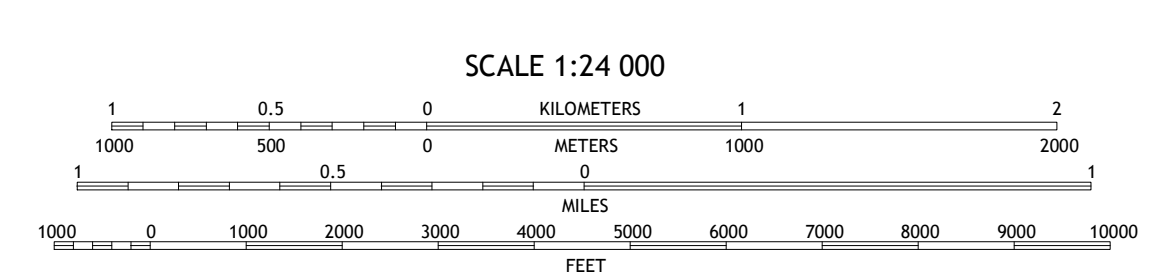 SCALE 1:24 000
1 0.5 0 KILOMETERS 1 2
1000 500 0 METERS 1000 2000
1 0.5 0 1
MILES
1000 0 1000 2000 3000 4000 5000 6000 7000 8000 9000 10000
FEET